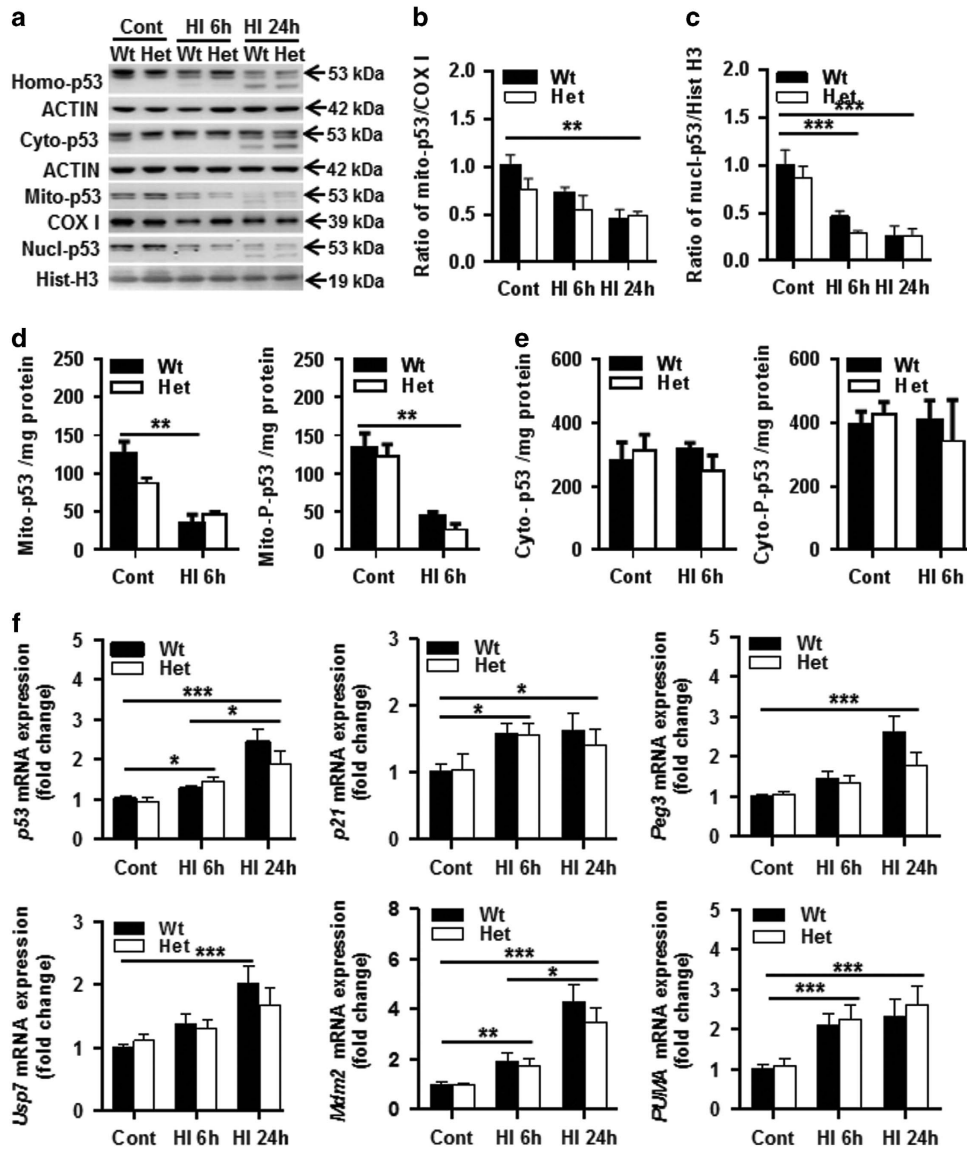 a
Cont HI 6h HI 24h
Wt Het Wt Het Wt Het
Homo-p53 53 kDa
ACTIN 42 kDa
Cyto-p53 53 kDa
ACTIN 42 kDa
Mito-p53 53 kDa
COX I 39 kDa
Nucl-p53 53 kDa
Hist-H3 19 kDa
b
Ratio of mito-p53/COX I
2.0
1.5
1.0
0.5
0.0
Wt
Het
**
Cont HI 6h HI 24h
c
Ratio of nucl-p53/Hist H3
2.0
1.5
1.0
0.5
0.0
Wt
Het
***
***
Cont HI 6h HI 24h
d
Mito-p53 /mg protein
250
200
150
100
50
0
Wt
Het
**
Cont HI 6h
Mito-P-p53 /mg protein
250
200
150
100
50
0
Wt
Het
**
Cont HI 6h
e
Cyto- p53 /mg protein
600
400
200
0
Wt
Het
Cont HI 6h
Cyto-P-p53 /mg protein
600
400
200
0
Wt
Het
Cont HI 6h
f
p53 mRNA expression
(fold change)
5
4
3
2
1
0
Wt
Het
***
*
*
Cont HI 6h HI 24h
p21 mRNA expression
(fold change)
3
2
1
0
Wt
Het
*
*
Cont HI 6h HI 24h
Peg3 mRNA expression
(fold change)
5
4
3
2
1
0
Wt
Het
***
Cont HI 6h HI 24h
Usp7 mRNA expression
(fold change)
3
2
1
0
Wt
Het
***
Cont HI 6h HI 24h
Mdm2 mRNA expression
(fold change)
8
6
4
2
0
Wt
Het
***
*
**
Cont HI 6h HI 24h
PUMA mRNA expression
(fold change)
5
4
3
2
1
0
Wt
Het
***
***
Cont HI 6h HI 24h